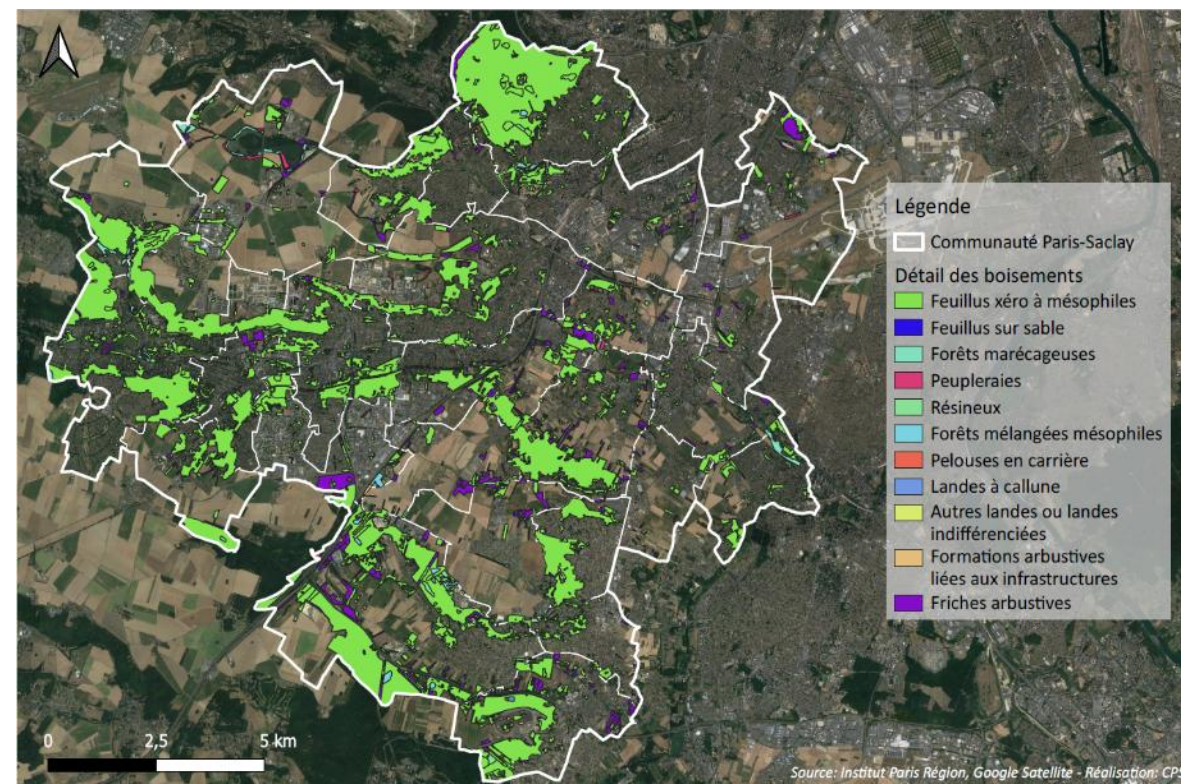 Légende
Communauté Paris-Saclay
Détail des boisements
Feuillus xéro à mésophiles
Feuillus sur sable
Forêts marécageuses
Peupleraies
Résineux
Forêts mélangées mésophiles
Pelouses en carrière
Landes à callune
Autres landes ou landes
indifférenciées
Formations arbustives
liées aux infrastructures
Friches arbustives
0 2,5 5 km
Source: Institut Paris Région, Google Satellite - Réalisation: CPS